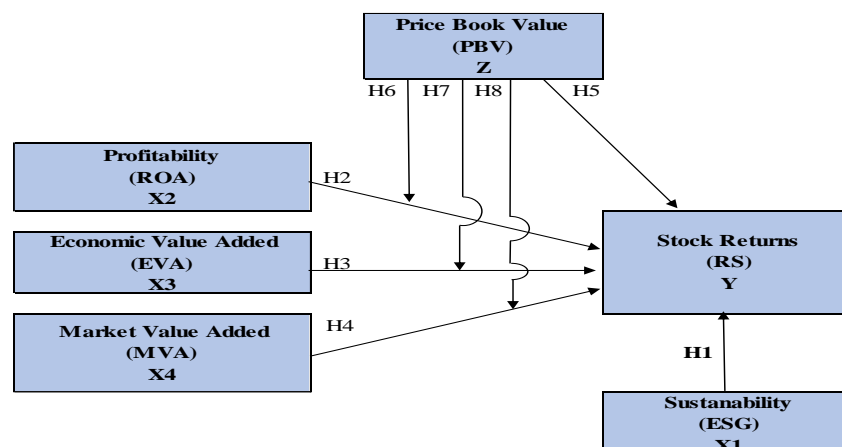 Price Book Value
(PBV)
Z
H6 H7 H8 H5
Profitability
(ROA)
X2
H2
Economic Value Added
(EVA)
X3
H3
Market Value Added
(MVA)
X4
H4
Stock Returns
(RS)
Y
H1
Sustanability
(ESG)
X1